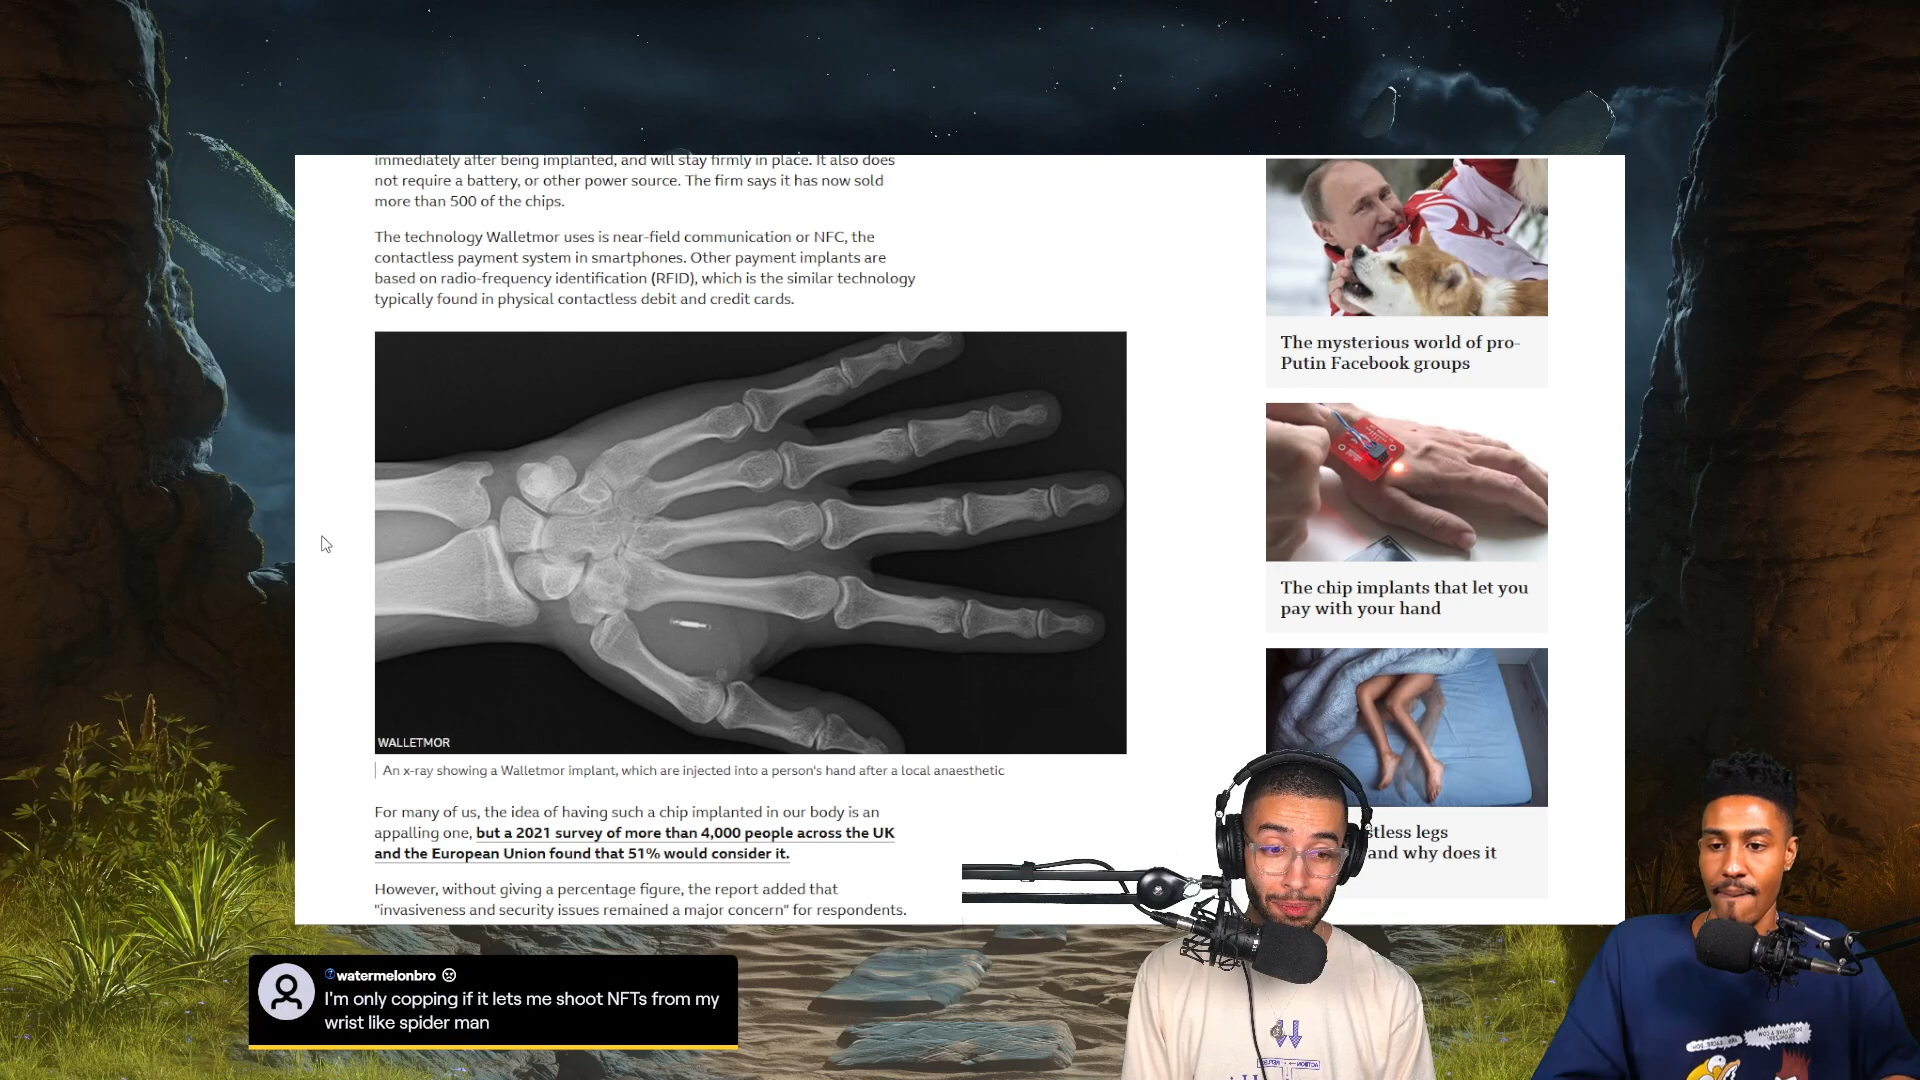 immediately after being implanted, and will stay firmly in place. It also does
not require a battery, or other power source. The firm says it has now sold
more than 500 of the chips.
The technology Walletmor uses is near-field communication or NFC, the
contactless payment system in smartphones. Other payment implants are
based on radio-frequency identification (RFID), which is the similar technology
typically found in physical contactless debit and credit cards.
WALLETMOR
An x-ray showing a Walletmor implant, which are injected into a person's hand after a local anaesthetic
For many of us, the idea of having such a chip implanted in our body is an
appalling one, but a 2021 survey of more than 4,000 people across the UK
and the European Union found that 51% would consider it.
However, without giving a percentage figure, the report added that
"invasiveness and security issues remained a major concern" for respondents.
The mysterious world of pro-
Putin Facebook groups
The chip implants that let you
pay with your hand
stless legs
and why does it
watermelonbro
I'm only copping if it lets me shoot NFTs from my
wrist like spider man